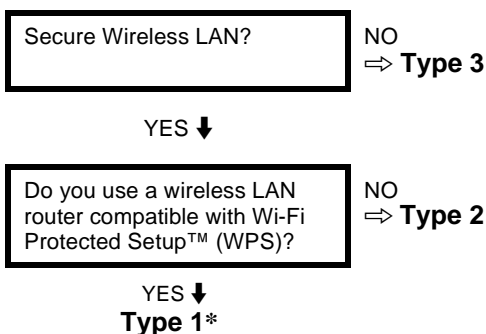 Secure Wireless LAN?
NO
⇨ Type 3
YES ⬇
Do you use a wireless LAN
router compatible with Wi-Fi
Protected Setup™ (WPS)?
NO
⇨ Type 2
YES ⬇
Type 1*